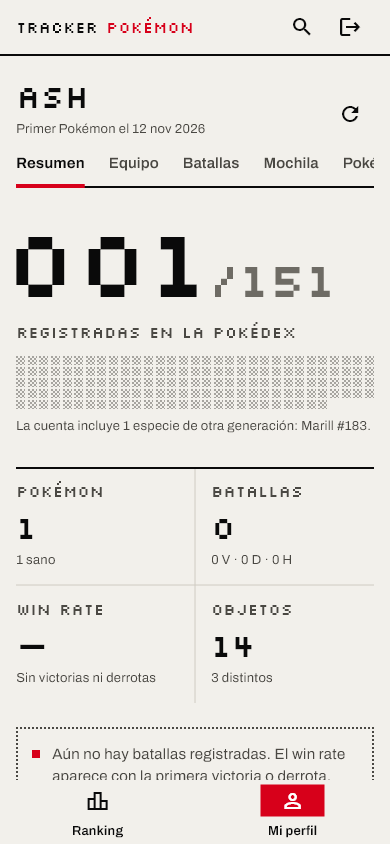 TRACKER POKÉMON
ASH
Primer Pokémon el 12 nov 2026
Resumen Equipo Batallas Mochila Poké
001/151
REGISTRADAS EN LA POKÉDEX
La cuenta incluye 1 especie de otra generación: Marill #183.
POKÉMON
1
1 sano
BATALLAS
0
0 V · 0 D · 0 H
WIN RATE
—
Sin victorias ni derrotas
OBJETOS
14
3 distintos
Aún no hay batallas registradas. El win rate
aparece con la primera victoria o derrota.
Ranking
Mi perfil